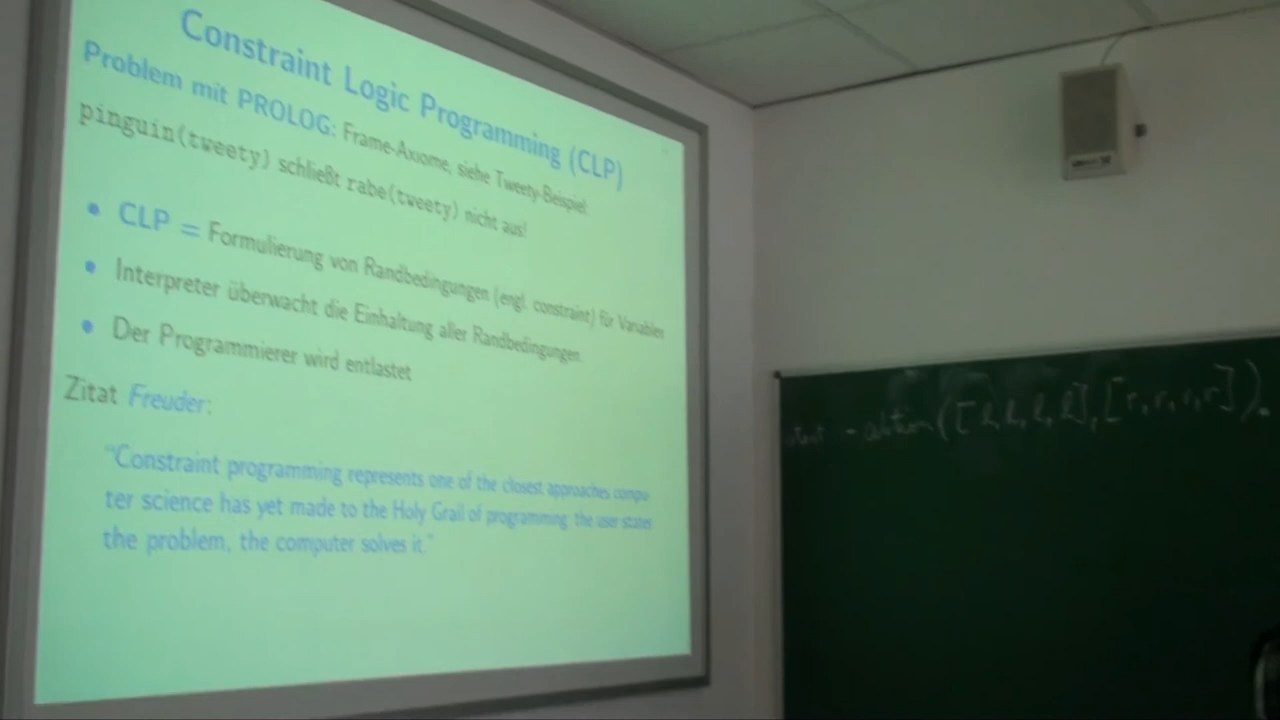 Constraint Logic Programming (CLP)
Problem mit PROLOG: Frame-Axiome, siehe Tweety-Beispiel:
pinguin(tweety) schließt rabe(tweety) nicht aus!
• CLP = Formulierung von Randbedingungen (engl. constraint) für Variablen
• Interpreter überwacht die Einhaltung aller Randbedingungen.
• Der Programmierer wird entlastet
Zitat Freuder:
"Constraint programming represents one of the closest approaches compu-
ter science has yet made to the Holy Grail of programming: the user states
the problem, the computer solves it."
([l,l,l,l],[r,r,r,r]).